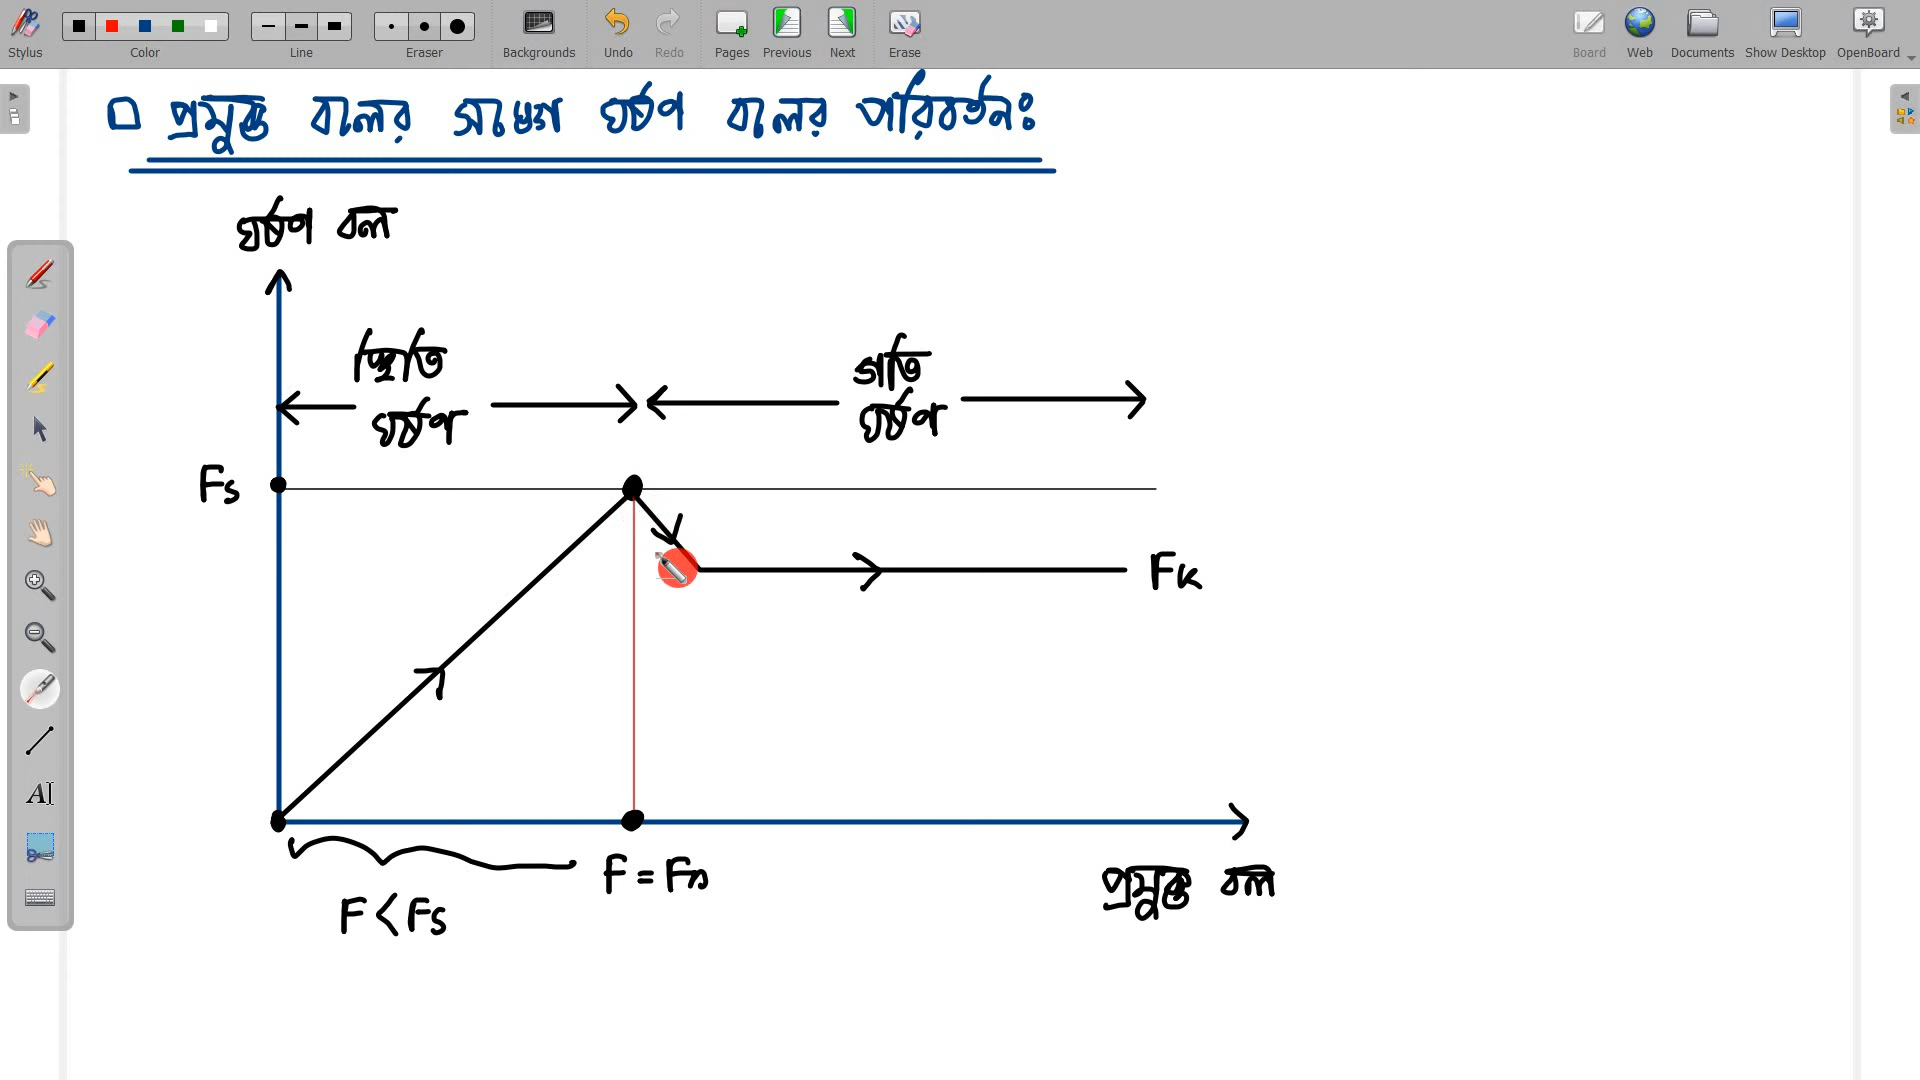 Stylus
Color
Line
Eraser
Backgrounds
Undo
Redo
Pages
Previous
Next
Erase
Board
Web
Documents
Show Desktop
OpenBoard
প্রযুক্ত বলের সাথে ঘর্ষণ বলের পরিবর্তনঃ
ঘর্ষণ বল
স্থিতি
ঘর্ষণ
গতি
ঘর্ষণ
Fs
Fk
F = Fn
F < Fs
প্রযুক্ত বল